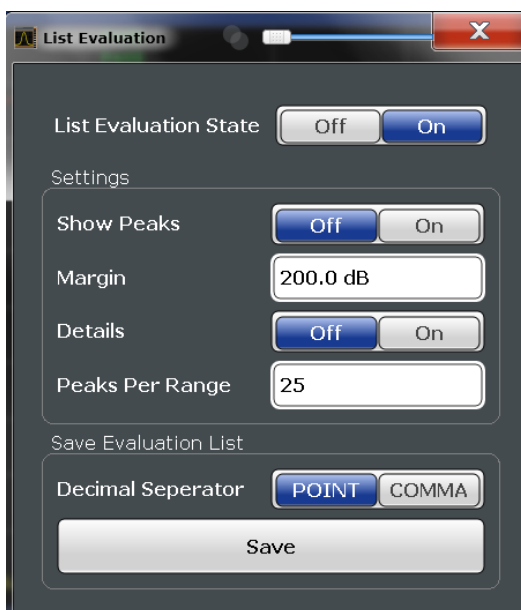 List Evaluation
List Evaluation State Off On
Settings
Show Peaks Off On
Margin 200.0 dB
Details Off On
Peaks Per Range 25
Save Evaluation List
Decimal Seperator POINT COMMA
Save